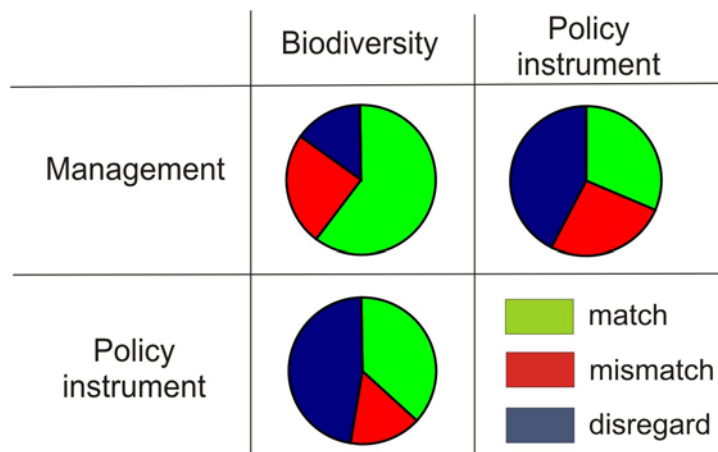 Biodiversity
Policy
instrument
Management
Policy
instrument
match
mismatch
disregard